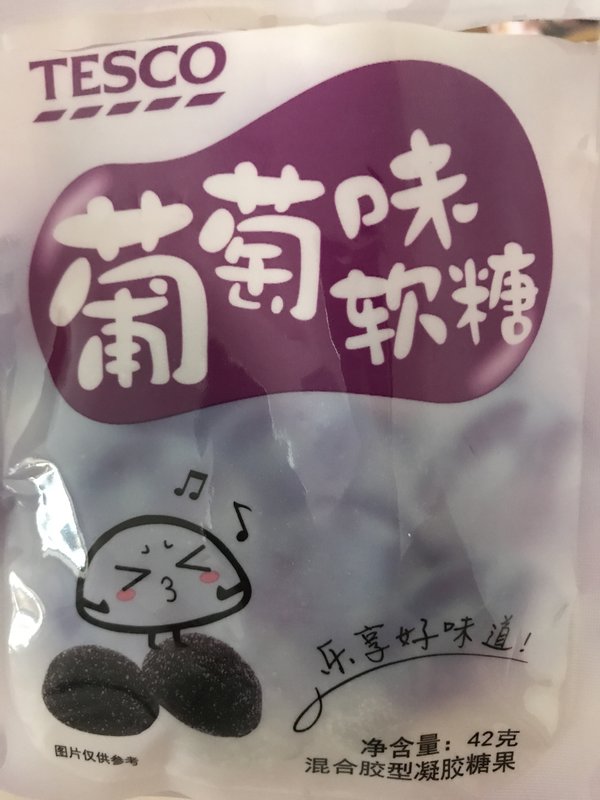 TESCO
葡萄味
软糖
乐享好味道!
净含量：42克
混合胶型凝胶糖果
图片仅供参考